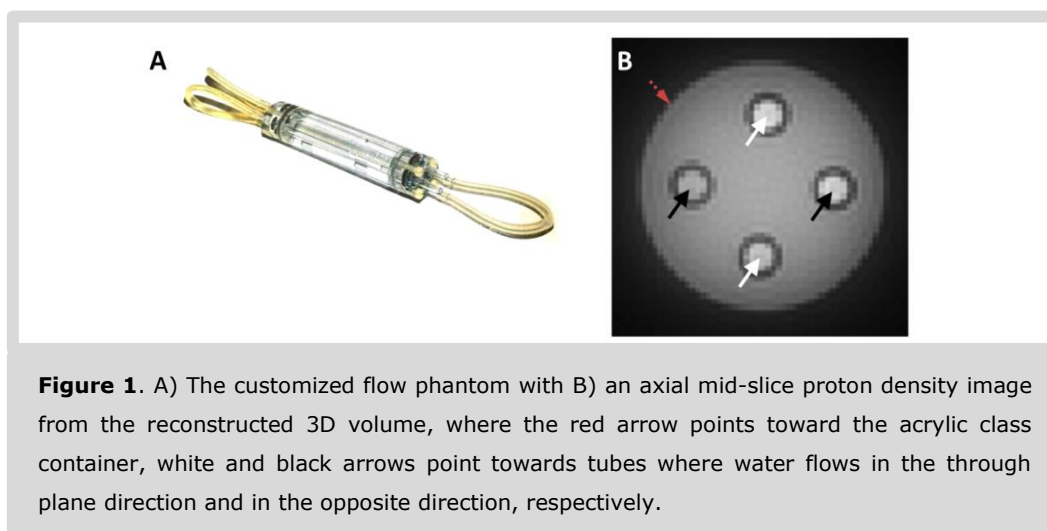 A
B
Figure 1. A) The customized flow phantom with B) an axial mid-slice proton density image
from the reconstructed 3D volume, where the red arrow points toward the acrylic class
container, white and black arrows point towards tubes where water flows in the through
plane direction and in the opposite direction, respectively.